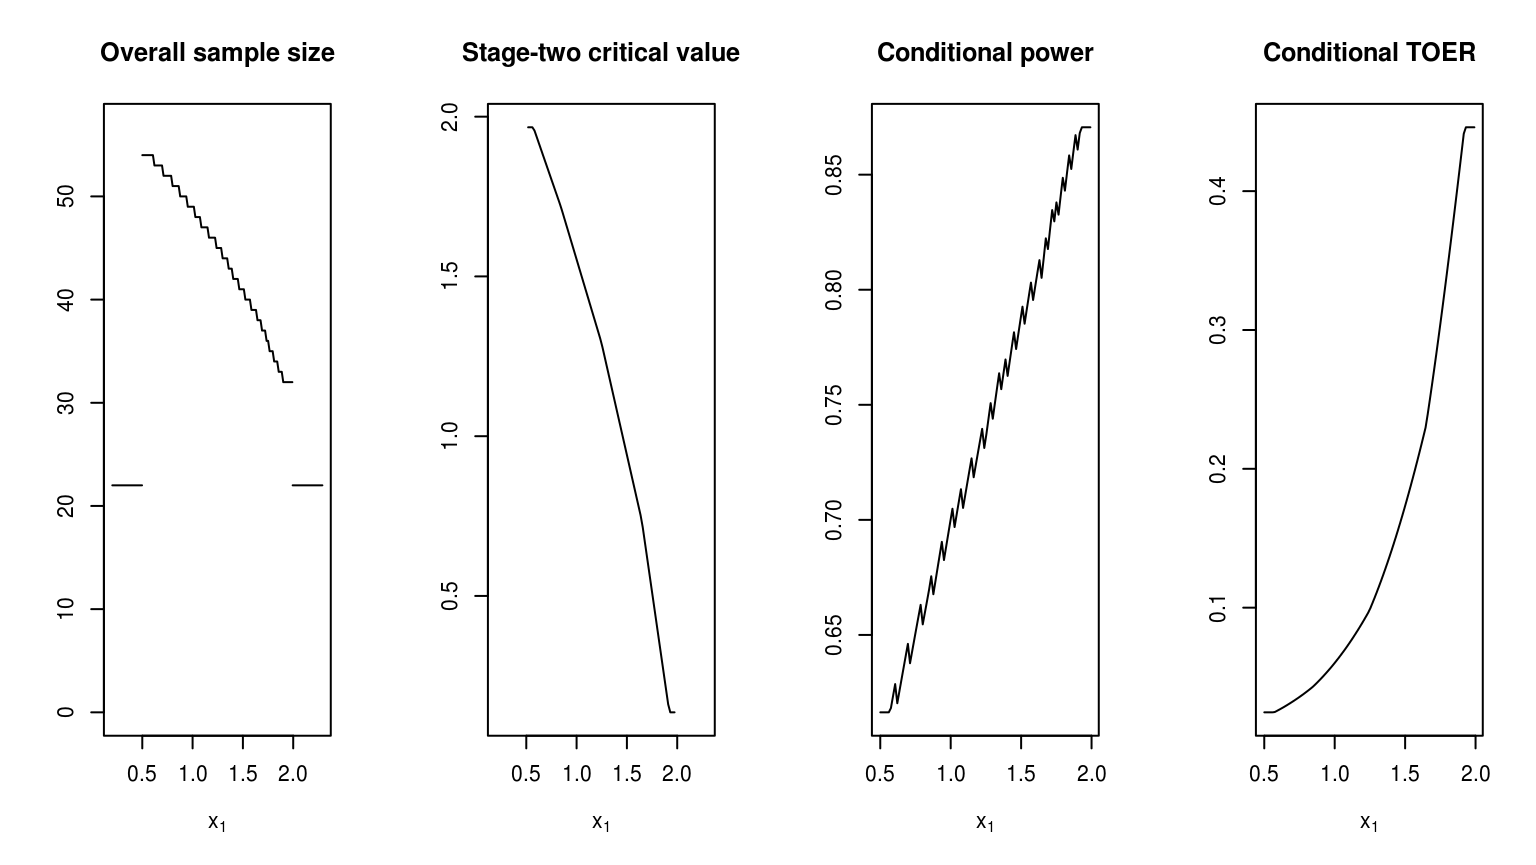 Overall sample size
50
40
30
20
10
0
0.5 1.0 1.5 2.0
x₁
Stage-two critical value
2.0
1.5
1.0
0.5
0.5 1.0 1.5 2.0
x₁
Conditional power
0.85
0.80
0.75
0.70
0.65
0.5 1.0 1.5 2.0
x₁
Conditional TOER
0.4
0.3
0.2
0.1
0.5 1.0 1.5 2.0
x₁